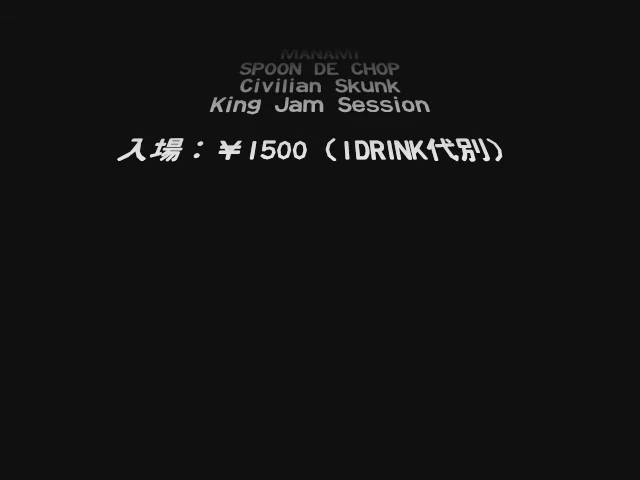 MANAMI
SPOON DE CHOP
Civilian Skunk
King Jam Session
入場：￥1500（1DRINK代別）